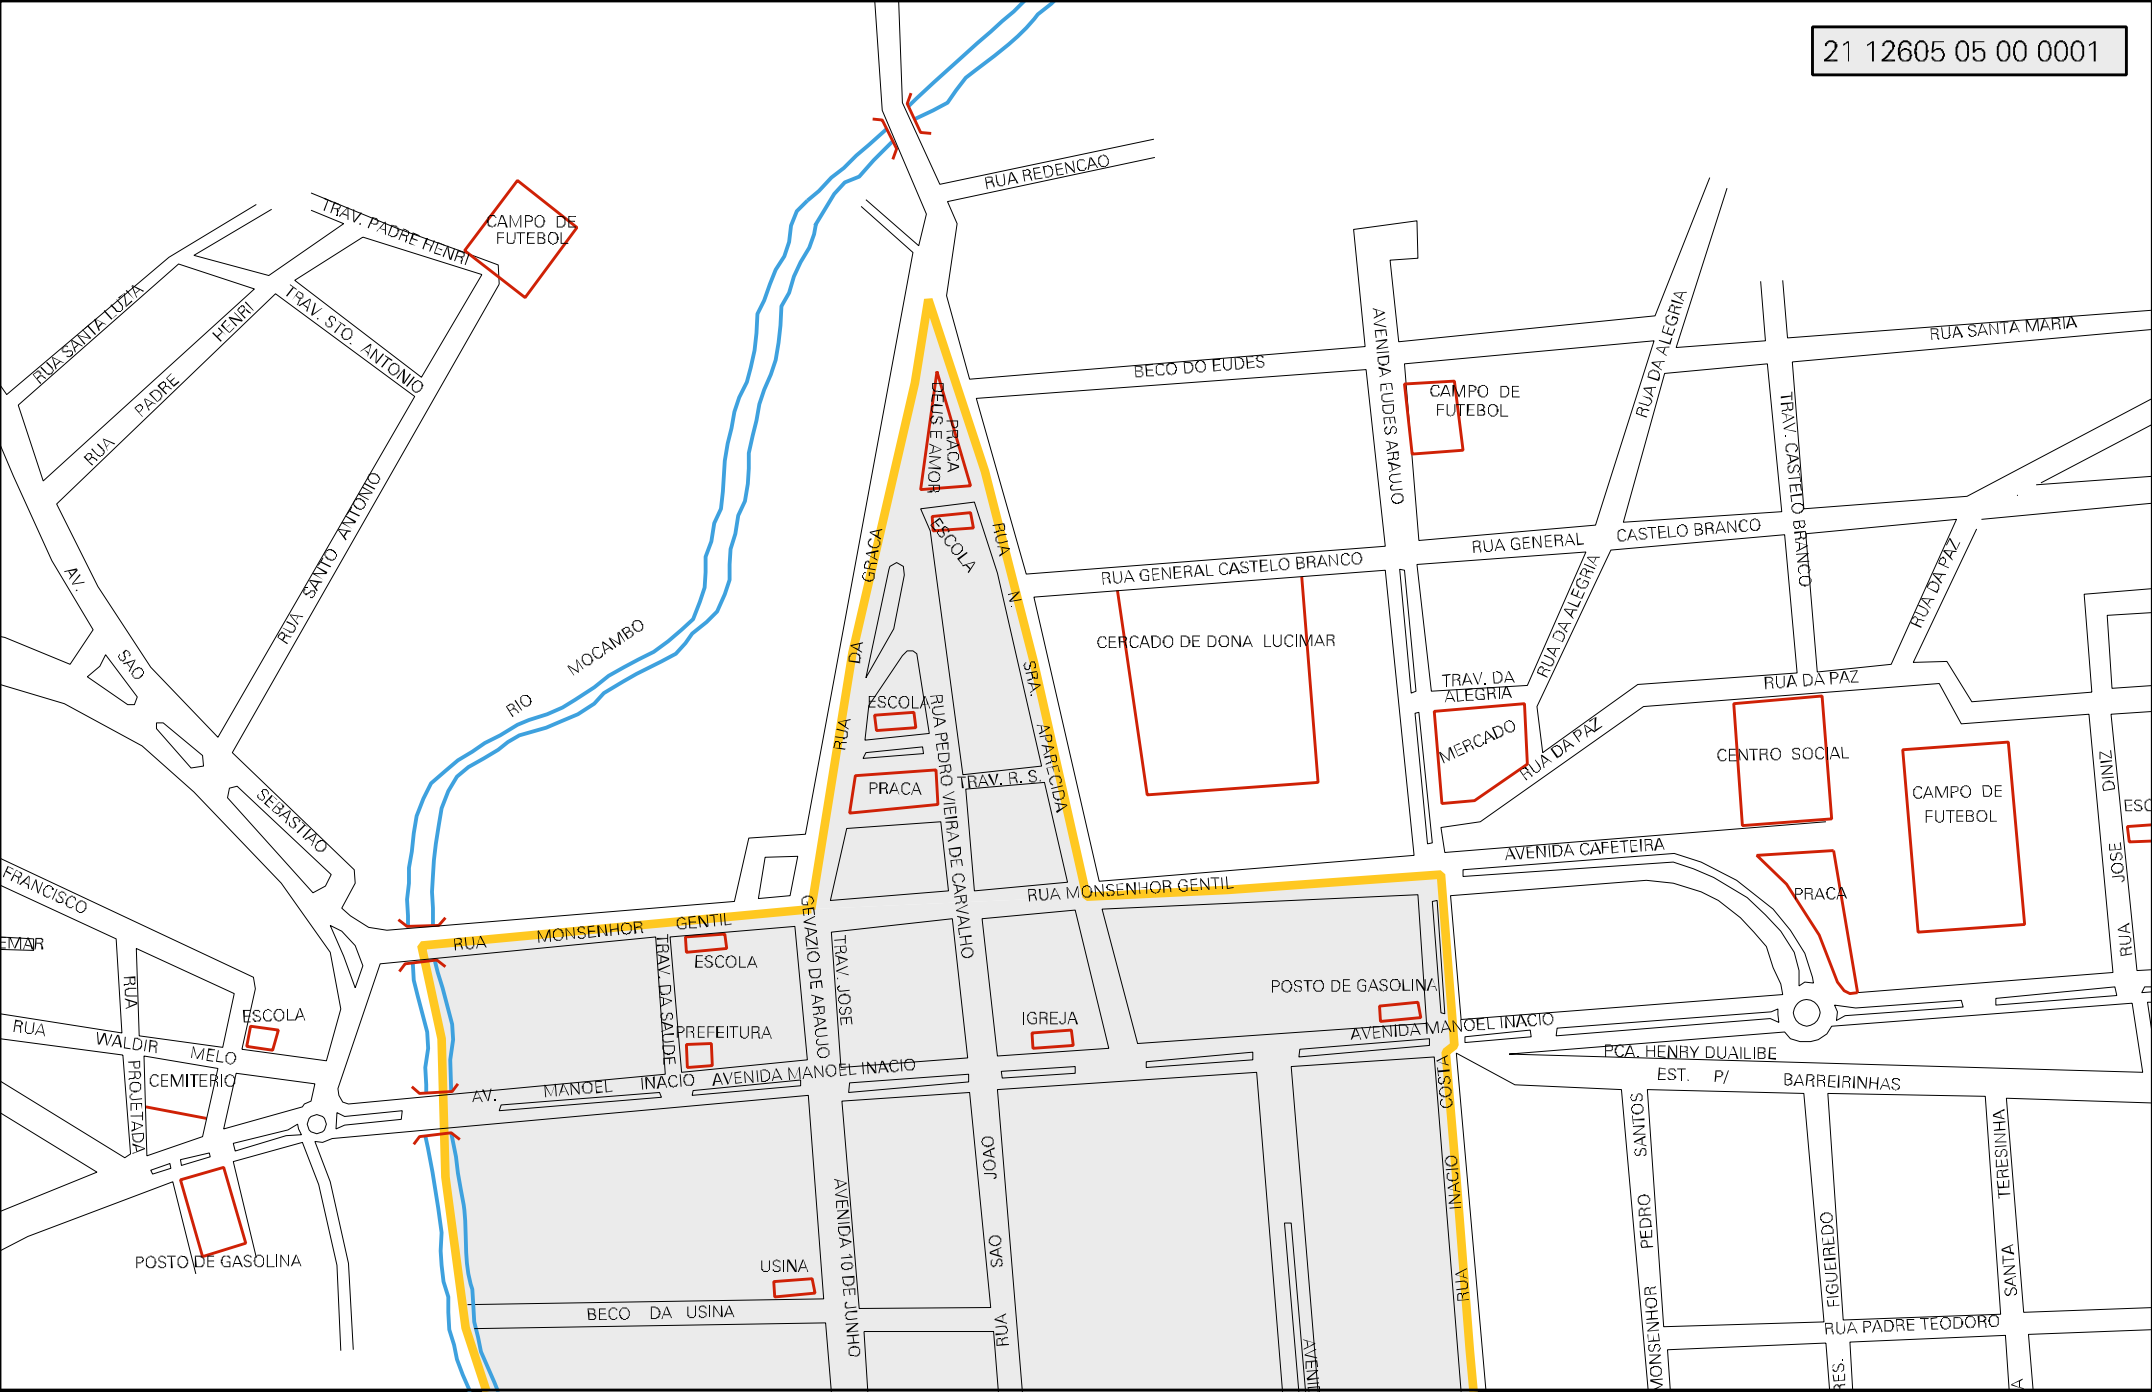 21 12605 05 00 0001
RUA REDENCAO
TRAV. PADRE HENRI
CAMPO DE
FUTEBOL
RUA SANTA LUZIA
RUA PADRE HENRI
TRAV. STO. ANTONIO
RUA SANTO ANTONIO
AV. SAO SEBASTIAO
RIO MOCAMBO
BECO DO EUDES
AVENIDA EUDES ARAUJO
RUA DA ALEGRIA
RUA SANTA MARIA
CAMPO DE
FUTEBOL
TRAV. CASTELO BRANCO
PRACA
DEUS E AMOR
ESCOLA
RUA DA GRACA
RUA N. SRA. APARECIDA
RUA GENERAL CASTELO BRANCO
RUA GENERAL CASTELO BRANCO
RUA DA ALEGRIA
RUA DA PAZ
CERCADO DE DONA LUCIMAR
TRAV. DA
ALEGRIA
MERCADO
RUA DA PAZ
RUA DA PAZ
CENTRO SOCIAL
CAMPO DE
FUTEBOL
RUA JOSE DINIZ
ESC
ESCOLA
RUA PEDRO VIEIRA DE CARVALHO
PRACA
TRAV. R. S.
AVENIDA CAFETEIRA
PRACA
RUA MONSENHOR GENTIL
RUA MONSENHOR GENTIL
FRANCISCO
EMAR
RUA PROJETADA
RUA WALDIR MELO
ESCOLA
CEMITERIO
POSTO DE GASOLINA
ESCOLA
TRAV. DA SAUDE
PREFEITURA
GEVAZIO DE ARAUJO
TRAV. JOSE
IGREJA
POSTO DE GASOLINA
AV. MANOEL INACIO
AVENIDA MANOEL INACIO
AVENIDA MANOEL INACIO
PCA. HENRY DUAILIBE
EST. P/ BARREIRINHAS
RUA INACIO COSTA
AVENIDA 10 DE JUNHO
RUA SAO JOAO
USINA
BECO DA USINA
AVENI
MONSENHOR PEDRO SANTOS
RES. FIGUEIREDO
SANTA TERESINHA
A
RUA PADRE TEODORO